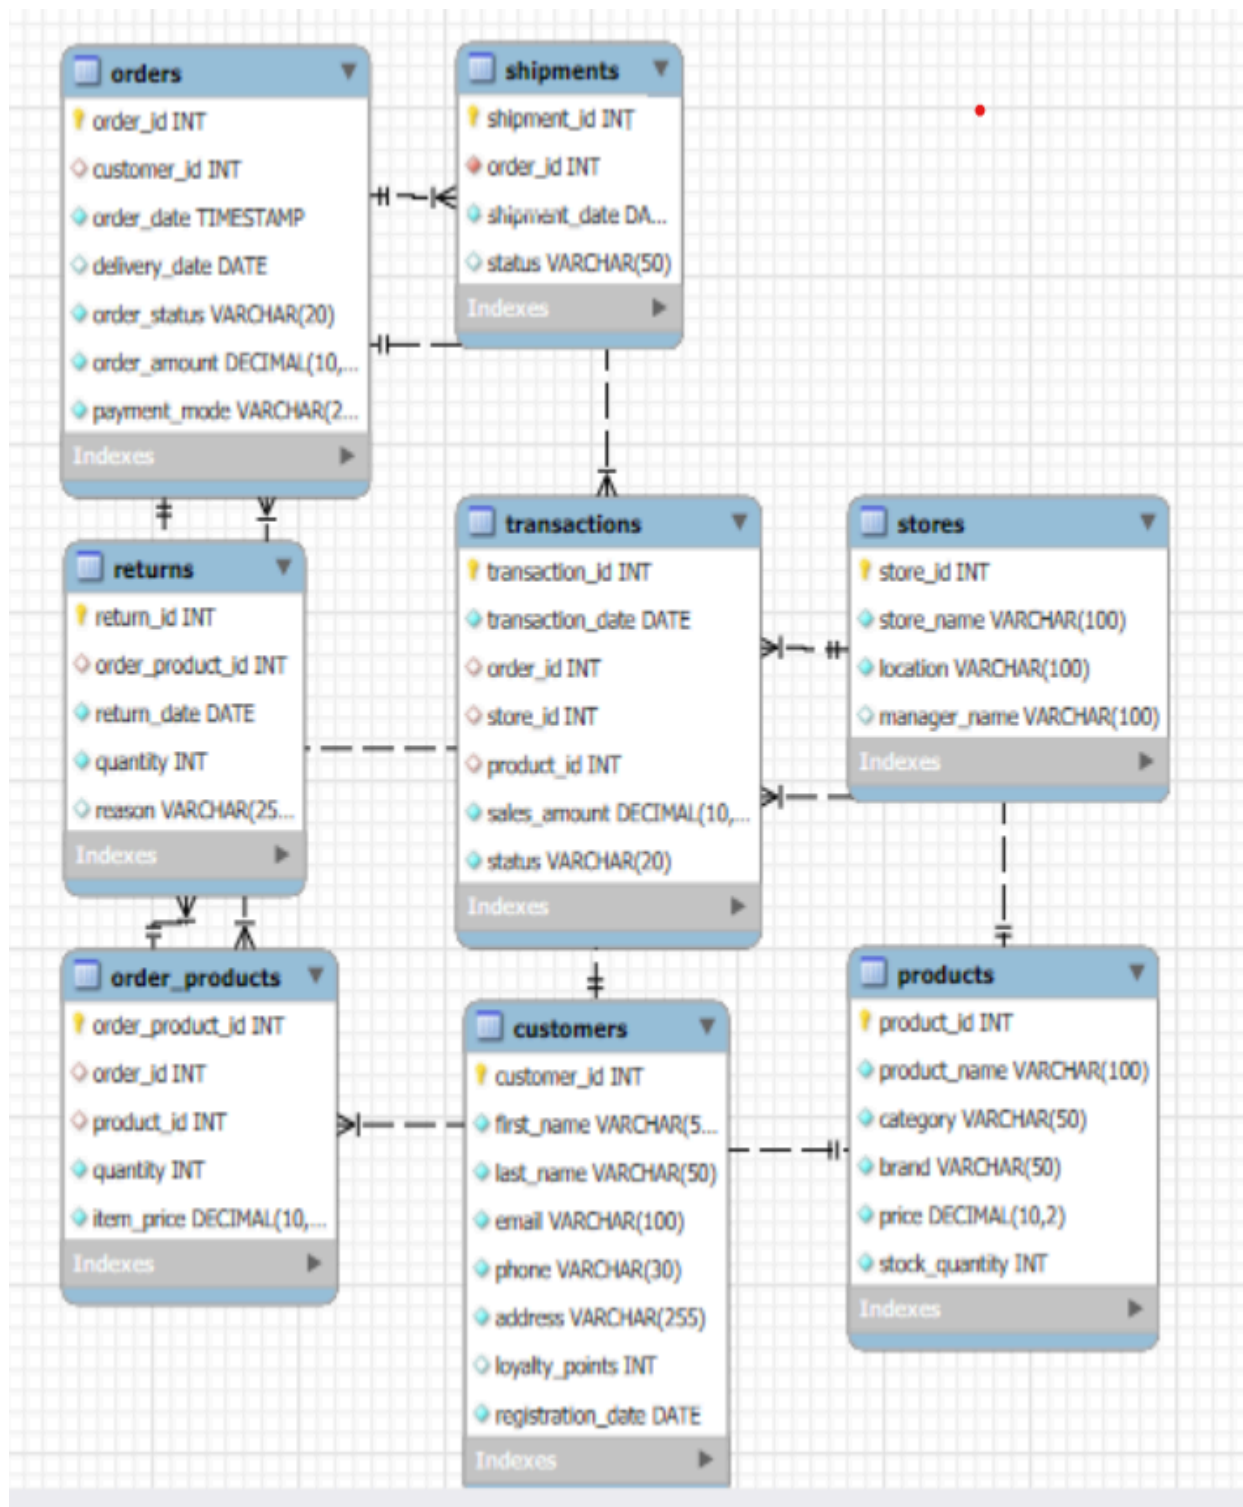 orders
order_id INT
customer_id INT
order_date TIMESTAMP
delivery_date DATE
order_status VARCHAR(20)
order_amount DECIMAL(10,...
payment_mode VARCHAR(2...
Indexes
shipments
shipment_id INT
order_id INT
shipment_date DA...
status VARCHAR(50)
Indexes
returns
return_id INT
order_product_id INT
return_date DATE
quantity INT
reason VARCHAR(25...
Indexes
transactions
transaction_id INT
transaction_date DATE
order_id INT
store_id INT
product_id INT
sales_amount DECIMAL(10,...
status VARCHAR(20)
Indexes
stores
store_id INT
store_name VARCHAR(100)
location VARCHAR(100)
manager_name VARCHAR(100)
Indexes
order_products
order_product_id INT
order_id INT
product_id INT
quantity INT
item_price DECIMAL(10,...
Indexes
customers
customer_id INT
first_name VARCHAR(5...
last_name VARCHAR(50)
email VARCHAR(100)
phone VARCHAR(30)
address VARCHAR(255)
loyalty_points INT
registration_date DATE
Indexes
products
product_id INT
product_name VARCHAR(100)
category VARCHAR(50)
brand VARCHAR(50)
price DECIMAL(10,2)
stock_quantity INT
Indexes